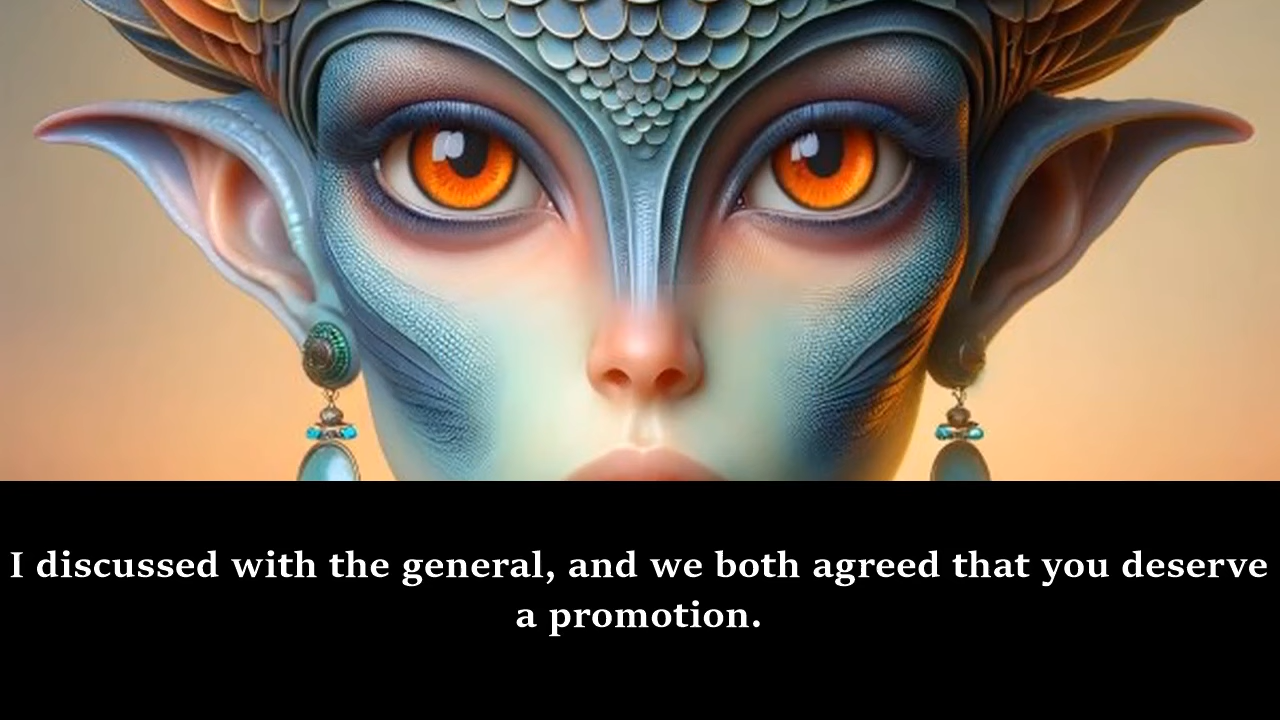 I discussed with the general, and we both agreed that you deserve
a promotion.